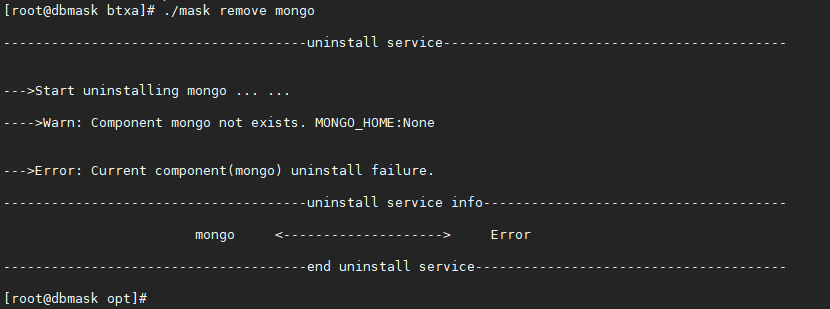 [root@dbmask btxa]# ./mask remove mongo
--------------------------------------uninstall service-------------------------------------------
--->Start uninstalling mongo ... ...
---->Warn: Component mongo not exists. MONGO_HOME:None
--->Error: Current component(mongo) uninstall failure.
--------------------------------------uninstall service info--------------------------------------
mongo     <-------------------->     Error
--------------------------------------end uninstall service---------------------------------------
[root@dbmask opt]#